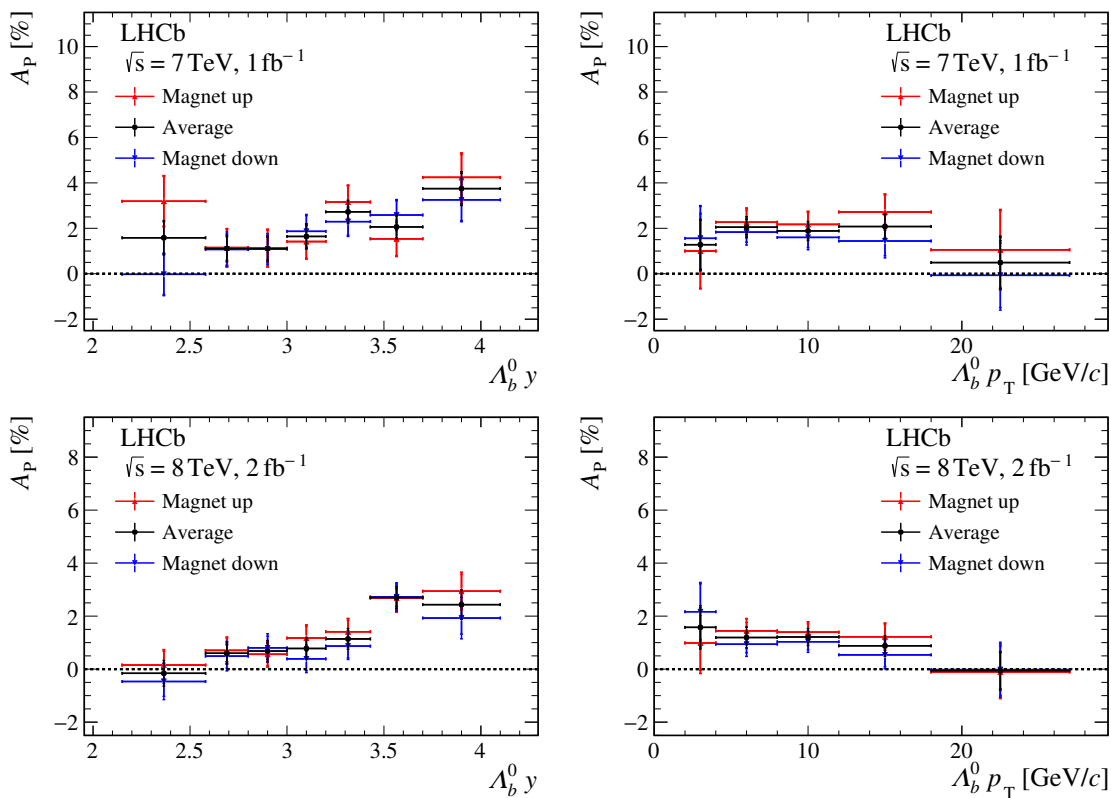 A_P [%]
10
8
6
4
2
0
−2
LHCb
√s = 7 TeV, 1 fb⁻¹
Magnet up
Average
Magnet down
2 2.5 3 3.5 4
Λ_b^0 y
A_P [%]
10
8
6
4
2
0
−2
LHCb
√s = 7 TeV, 1 fb⁻¹
Magnet up
Average
Magnet down
0 10 20
Λ_b^0 p_T [GeV/c]
A_P [%]
8
6
4
2
0
−2
LHCb
√s = 8 TeV, 2 fb⁻¹
Magnet up
Average
Magnet down
2 2.5 3 3.5 4
Λ_b^0 y
A_P [%]
8
6
4
2
0
−2
LHCb
√s = 8 TeV, 2 fb⁻¹
Magnet up
Average
Magnet down
0 10 20
Λ_b^0 p_T [GeV/c]